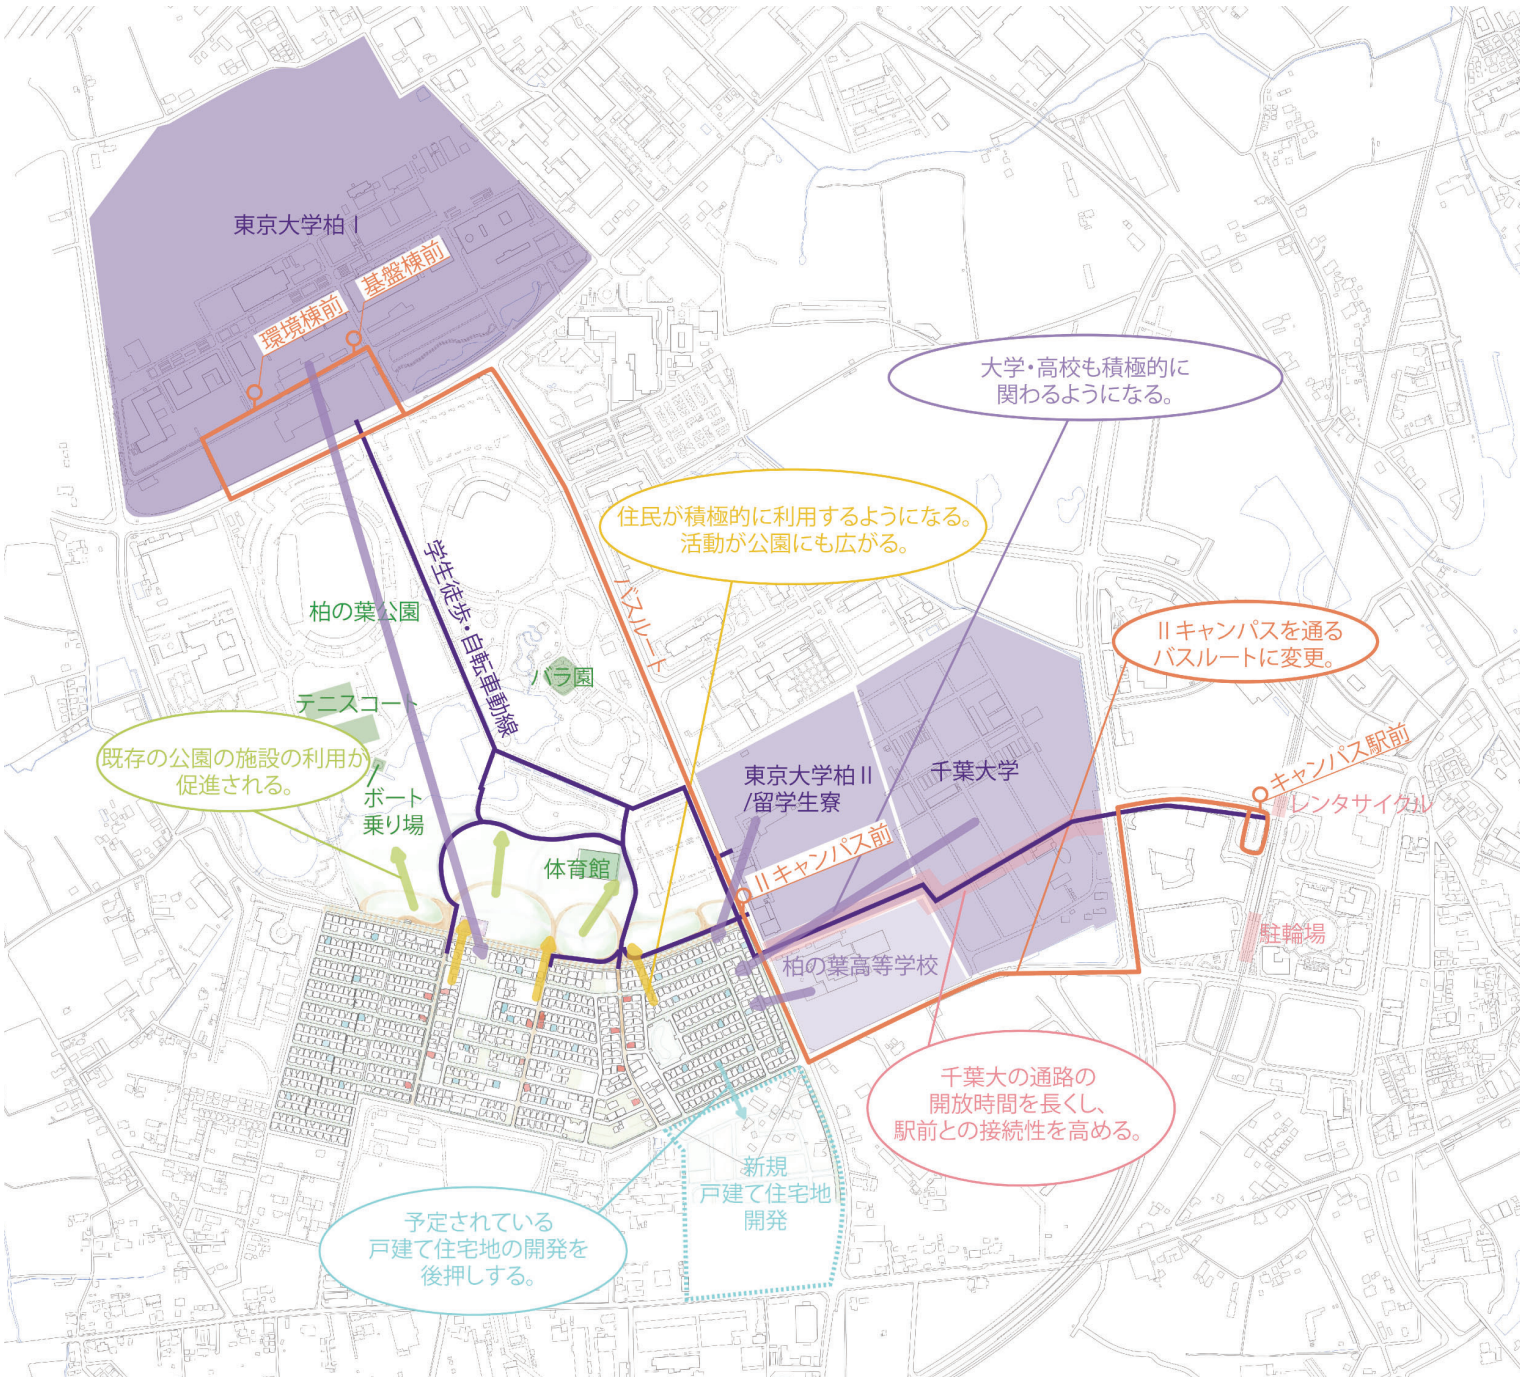 東京大学柏Ⅰ
基盤棟前
環境棟前
大学・高校も積極的に
関わるようになる。
住民が積極的に利用するようになる。
活動が公園にも広がる。
学生徒歩・自転車動線
バスルート
柏の葉公園
Ⅱキャンパスを通る
バスルートに変更。
バラ園
テニスコート
既存の公園の施設の利用が
促進される。
ボート
乗り場
東京大学柏Ⅱ
/留学生寮
千葉大学
キャンパス駅前
レンタサイクル
体育館
Ⅱキャンパス前
駐輪場
柏の葉高等学校
千葉大の通路の
開放時間を長くし、
駅前との接続性を高める。
新規
戸建て住宅地
開発
予定されている
戸建て住宅地の開発を
後押しする。